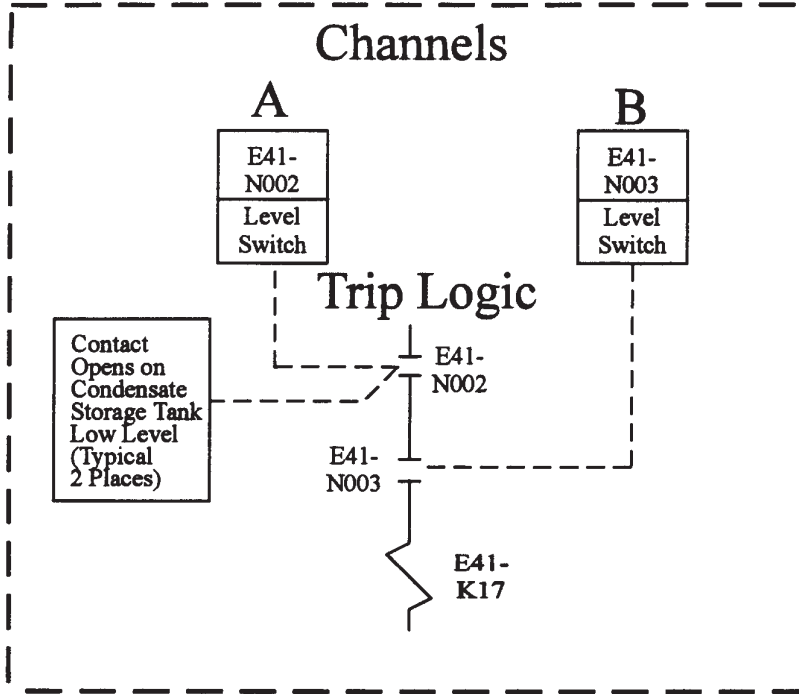 Channels
A
B
E41-
N002
Level
Switch
E41-
N003
Level
Switch
Trip Logic
Contact
Opens on
Condensate
Storage Tank
Low Level
(Typical
2 Places)
E41-
N002
E41-
N003
E41-
K17